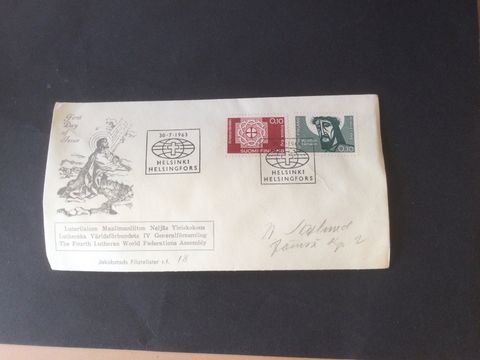 First
Day
of
Issue
30-7-1963
HELSINKI
HELSINGFORS
0,10
SUOMI FINLAND
0,30
HELSINKI
HELSINGFORS
Luterilaisen Maailmanliiton Neljäs Yleiskokous
Lutherska Världsförbundets IV Generalförsamling
The Fourth Lutheran World Federations Assembly
Jakobstads Filatelister r.f. 18